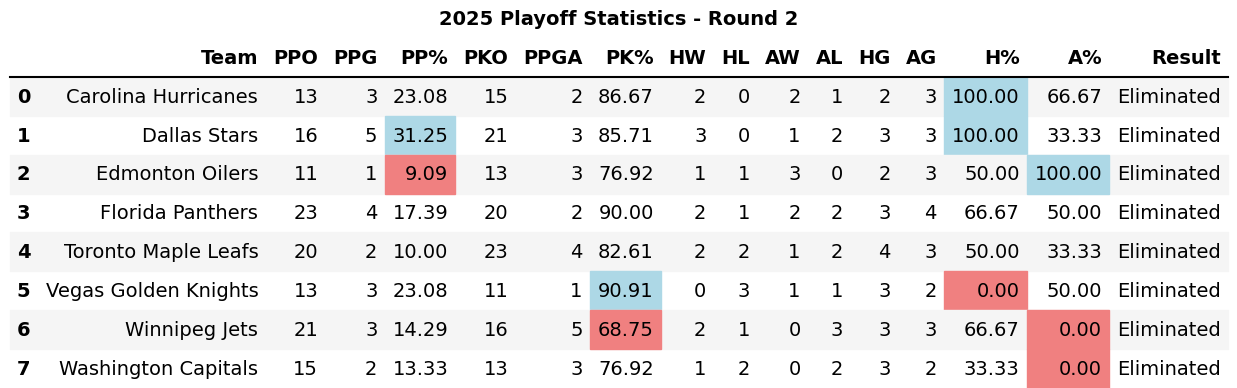 2025 Playoff Statistics - Round 2
Team PPO PPG PP% PKO PPGA PK% HW HL AW AL HG AG H% A% Result
0 Carolina Hurricanes 13 3 23.08 15 2 86.67 2 0 2 1 2 3 100.00 66.67 Eliminated
1 Dallas Stars 16 5 31.25 21 3 85.71 3 0 1 2 3 3 100.00 33.33 Eliminated
2 Edmonton Oilers 11 1 9.09 13 3 76.92 1 1 3 0 2 3 50.00 100.00 Eliminated
3 Florida Panthers 23 4 17.39 20 2 90.00 2 1 2 2 3 4 66.67 50.00 Eliminated
4 Toronto Maple Leafs 20 2 10.00 23 4 82.61 2 2 1 2 4 3 50.00 33.33 Eliminated
5 Vegas Golden Knights 13 3 23.08 11 1 90.91 0 3 1 1 3 2 0.00 50.00 Eliminated
6 Winnipeg Jets 21 3 14.29 16 5 68.75 2 1 0 3 3 3 66.67 0.00 Eliminated
7 Washington Capitals 15 2 13.33 13 3 76.92 1 2 0 2 3 2 33.33 0.00 Eliminated